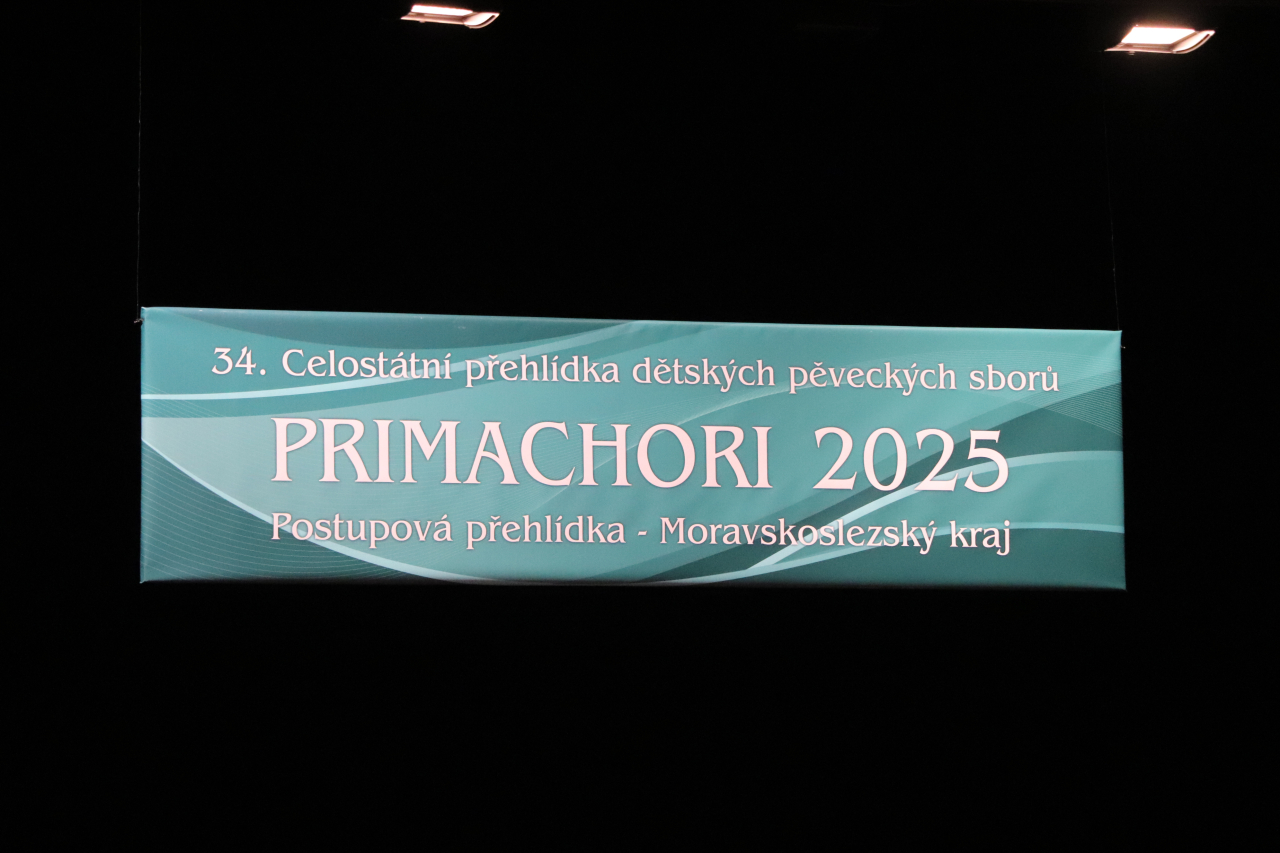 34. Celostátní přehlídka dětských pěveckých sborů
PRIMACHORI 2025
Postupová přehlídka - Moravskoslezský kraj